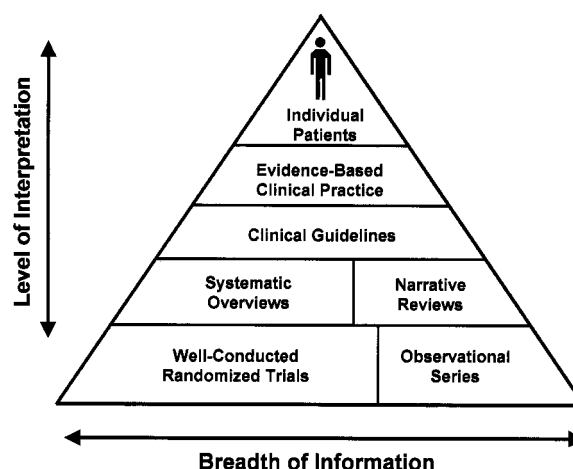 Individual
Patients
Evidence-Based
Clinical Practice
Clinical Guidelines
Systematic
Overviews
Narrative
Reviews
Well-Conducted
Randomized Trials
Observational
Series
Level of Interpretation
Breadth of Information